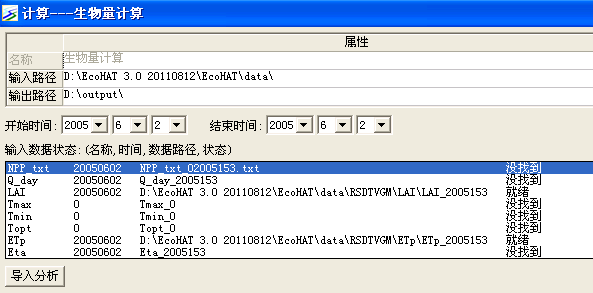 计算---生物量计算
属性
名称 生物量计算
输入路径 D:\EcoHAT 3.0 20110812\EcoHAT\data\
输出路径 D:\output\
开始时间: 2005 6 2 结束时间: 2005 6 2
输入数据状态:(名称,时间,数据路径,状态)
NPP_txt 20050602 NPP_txt_02005153.txt 没找到
Q_day 20050602 Q_day_2005153 没找到
LAI 20050602 D:\EcoHAT 3.0 20110812\EcoHAT\data\RSDTVGM\LAI\LAI_2005153 就绪
Tmax 0 Tmax_0 没找到
Tmin 0 Tmin_0 没找到
Topt 0 Topt_0 没找到
ETp 20050602 D:\EcoHAT 3.0 20110812\EcoHAT\data\RSDTVGM\ETp\ETp_2005153 就绪
Eta 20050602 Eta_2005153 没找到
导入分析